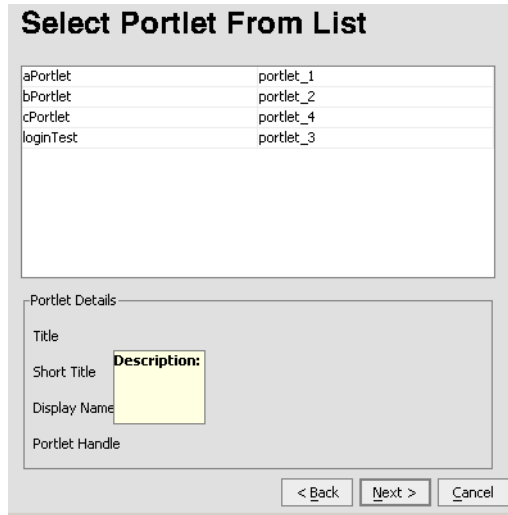 Select Portlet From List
aPortlet portlet_1
bPortlet portlet_2
cPortlet portlet_4
loginTest portlet_3
Portlet Details
Title
Short Title
Description:
Display Name
Portlet Handle
< Back Next > Cancel